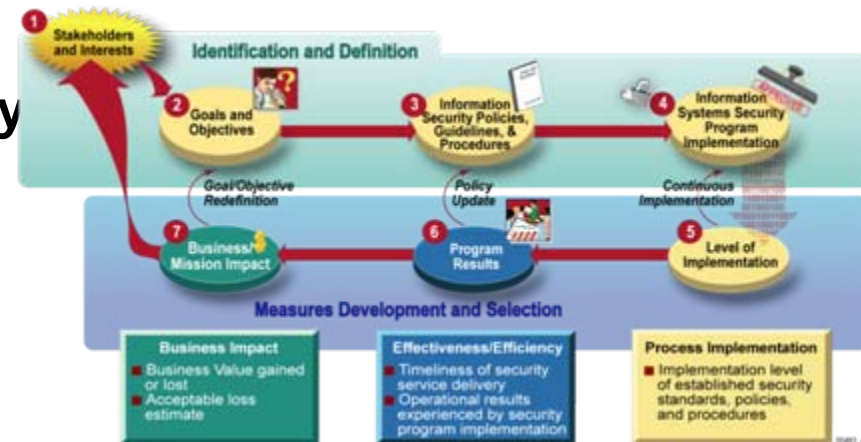 1
Stakeholders
and Interests
Identification and Definition
y
2
Goals and
Objectives
3
Information
Security Policies,
Guidelines, &
Procedures
4
Information
Systems Security
Program
Implementation
APPROVED
Goal/Objective
Redefinition
Policy
Update
Continuous
Implementation
7
Business/
Mission Impact
6
Program
Results
5
Level of
Implementation
Measures Development and Selection
Business Impact
Business Value gained
or lost
Acceptable loss
estimate
Effectiveness/Efficiency
Timeliness of security
service delivery
Operational results
experienced by security
program implementation
Process Implementation
Implementation level
of established security
standards, policies,
and procedures